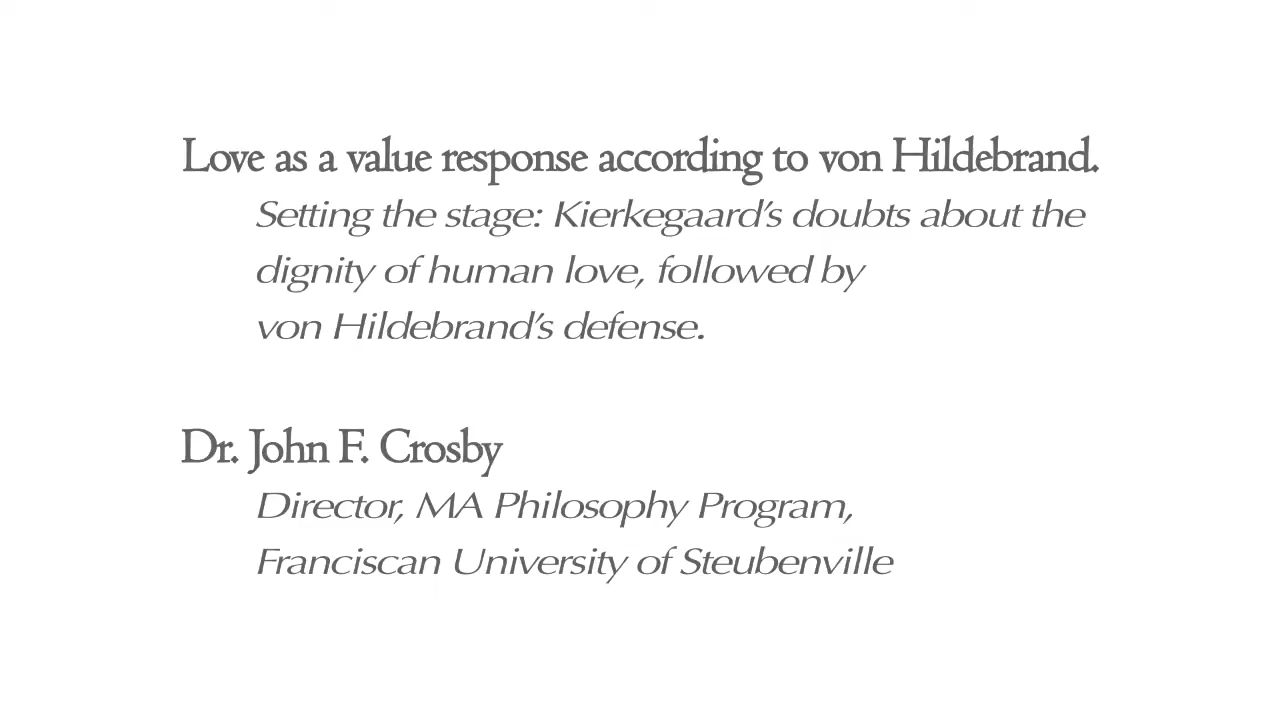 Love as a value response according to von Hildebrand.
Setting the stage: Kierkegaard's doubts about the
dignity of human love, followed by
von Hildebrand's defense.
Dr. John F. Crosby
Director, MA Philosophy Program,
Franciscan University of Steubenville